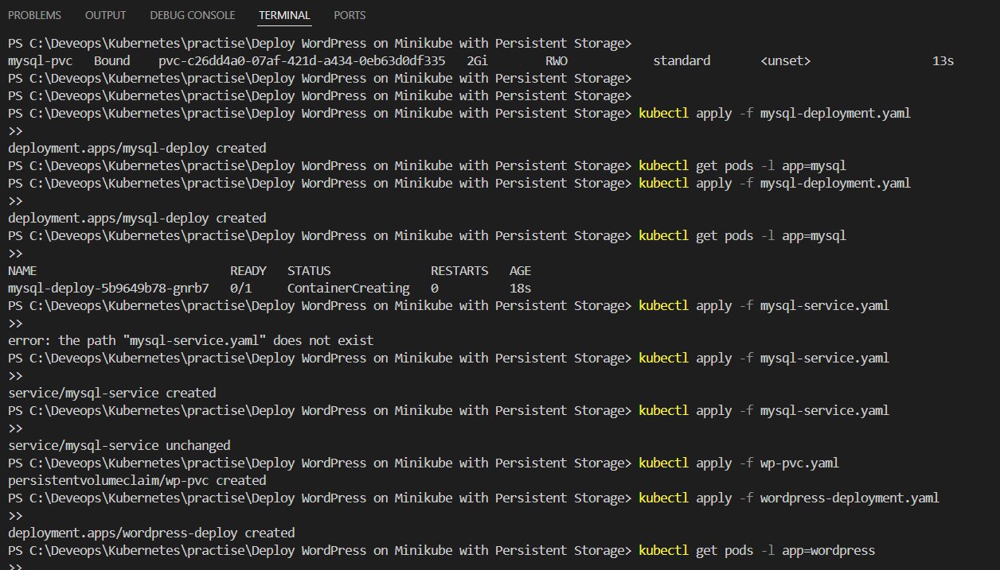 PROBLEMS OUTPUT DEBUG CONSOLE TERMINAL PORTS
PS C:\Deveops\Kubernetes\practise\Deploy WordPress on Minikube with Persistent Storage>
mysql-pvc   Bound    pvc-c26dd4a0-07af-421d-a434-0eb63d0df335   2Gi        RWO            standard       <unset>                 13s
PS C:\Deveops\Kubernetes\practise\Deploy WordPress on Minikube with Persistent Storage>
PS C:\Deveops\Kubernetes\practise\Deploy WordPress on Minikube with Persistent Storage>
PS C:\Deveops\Kubernetes\practise\Deploy WordPress on Minikube with Persistent Storage> kubectl apply -f mysql-deployment.yaml
>>
deployment.apps/mysql-deploy created
PS C:\Deveops\Kubernetes\practise\Deploy WordPress on Minikube with Persistent Storage> kubectl get pods -l app=mysql
PS C:\Deveops\Kubernetes\practise\Deploy WordPress on Minikube with Persistent Storage> kubectl apply -f mysql-deployment.yaml
>>
deployment.apps/mysql-deploy created
PS C:\Deveops\Kubernetes\practise\Deploy WordPress on Minikube with Persistent Storage> kubectl get pods -l app=mysql
>>
NAME                           READY   STATUS              RESTARTS   AGE
mysql-deploy-5b9649b78-gnrb7   0/1     ContainerCreating   0          18s
PS C:\Deveops\Kubernetes\practise\Deploy WordPress on Minikube with Persistent Storage> kubectl apply -f mysql-service.yaml
>>
error: the path "mysql-service.yaml" does not exist
PS C:\Deveops\Kubernetes\practise\Deploy WordPress on Minikube with Persistent Storage> kubectl apply -f mysql-service.yaml
>>
service/mysql-service created
PS C:\Deveops\Kubernetes\practise\Deploy WordPress on Minikube with Persistent Storage> kubectl apply -f mysql-service.yaml
>>
service/mysql-service unchanged
PS C:\Deveops\Kubernetes\practise\Deploy WordPress on Minikube with Persistent Storage> kubectl apply -f wp-pvc.yaml
persistentvolumeclaim/wp-pvc created
PS C:\Deveops\Kubernetes\practise\Deploy WordPress on Minikube with Persistent Storage> kubectl apply -f wordpress-deployment.yaml
>>
deployment.apps/wordpress-deploy created
PS C:\Deveops\Kubernetes\practise\Deploy WordPress on Minikube with Persistent Storage> kubectl get pods -l app=wordpress
>>